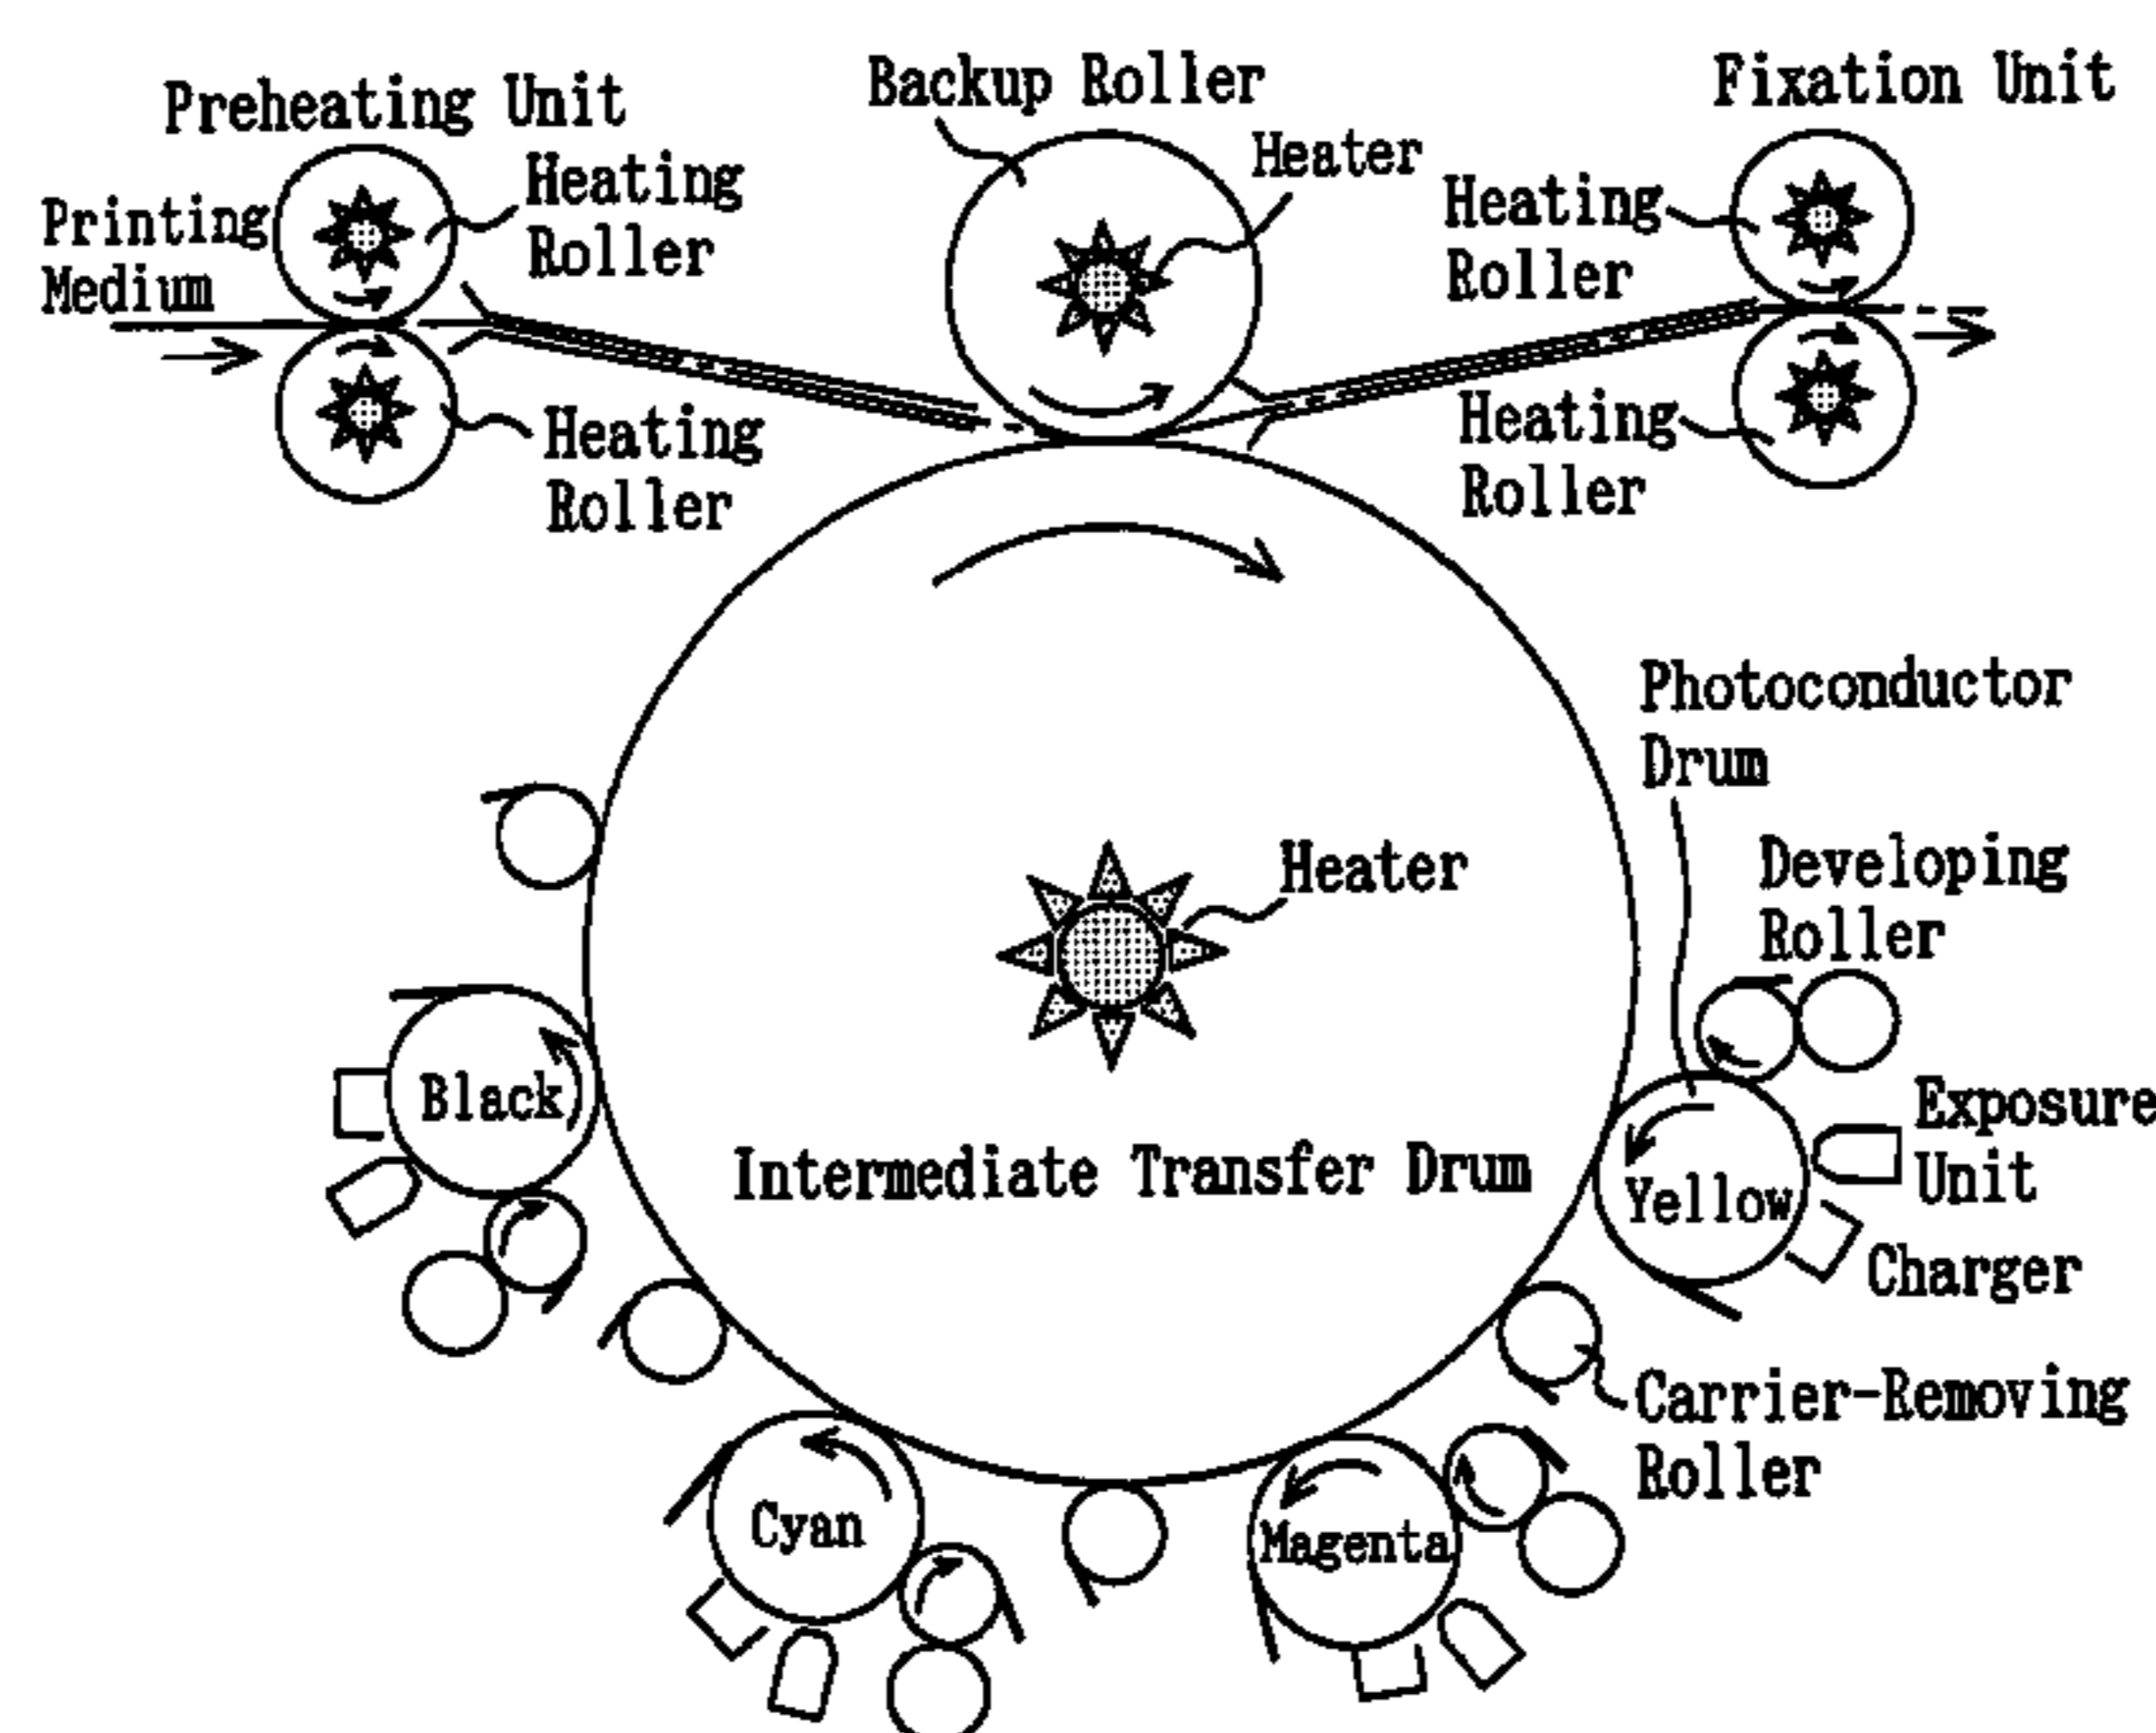 Preheating Unit
Backup Roller
Fixation Unit
Heater
Heating
Roller
Heating
Roller
Printing
Medium
Heating
Roller
Heating
Roller
Photoconductor
Drum
Developing
Roller
Heater
Exposure
Unit
Black
Intermediate Transfer Drum
Yellow
Charger
Carrier-Removing
Roller
Cyan
Magenta